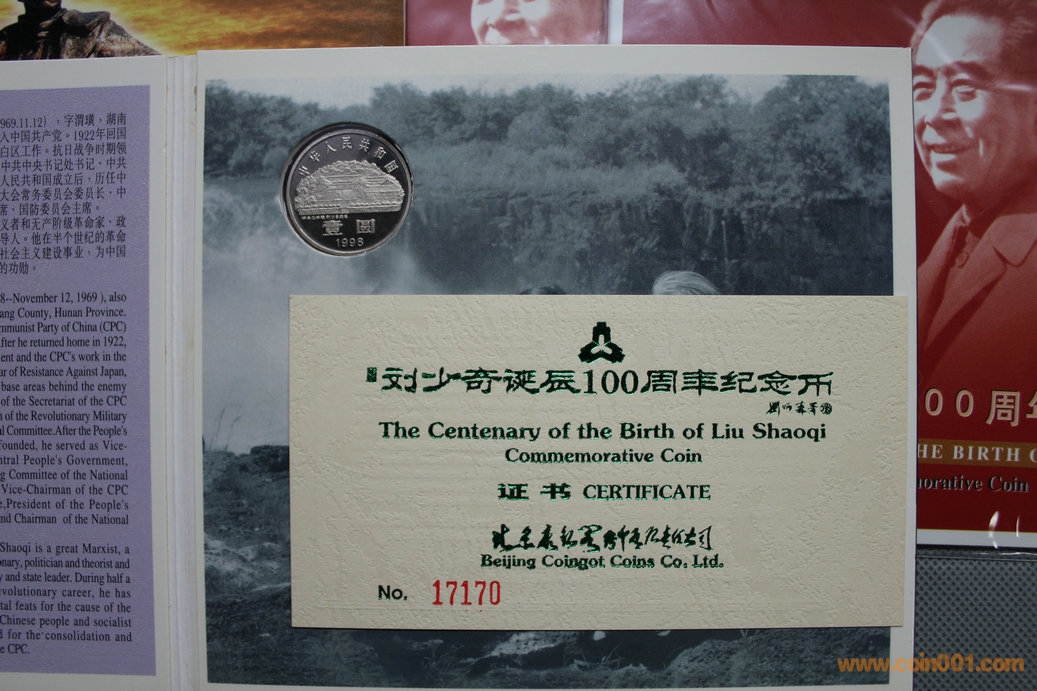 969.11.12），字渭璜，湖南
入中国共产党。1922年回国
白区工作。抗日战争时期领
中共中央书记处书记、中共
人民共和国成立后，历任中
大会常务委员会委员长、中
席、国防委员会主席。
义者和无产阶级革命家、政
导人。他在半个世纪的革命
社会主义建设事业，为中国
的功勋。
8--November 12, 1969 ), also
ang County, Hunan Province.
mmunist Party of China (CPC)
fter he returned home in 1922,
ent and the CPC's work in the
ar of Resistance Against Japan,
base areas behind the enemy
of the Secretariat of the CPC
n of the Revolutionary Military
l Committee.After the People's
founded, he served as Vice-
ntral People's Government,
g Committee of the National
Vice-Chairman of the CPC
e,President of the People's
nd Chairman of the National
Shaoqi is a great Marxist, a
onary, politician and theorist and
y and state leader. During half a
evolutionary career, he has
tal feats for the cause of the
Chinese people and socialist
d for the consolidation and
e CPC.
中华人民共和国
壹圆
1998
刘少奇诞辰100周年纪念币
The Centenary of the Birth of Liu Shaoqi
Commemorative Coin
证书 CERTIFICATE
Beijing Coingot Coins Co. Ltd.
No. 17170
00周年
HE BIRTH O
morative Coin
www.coin001.com